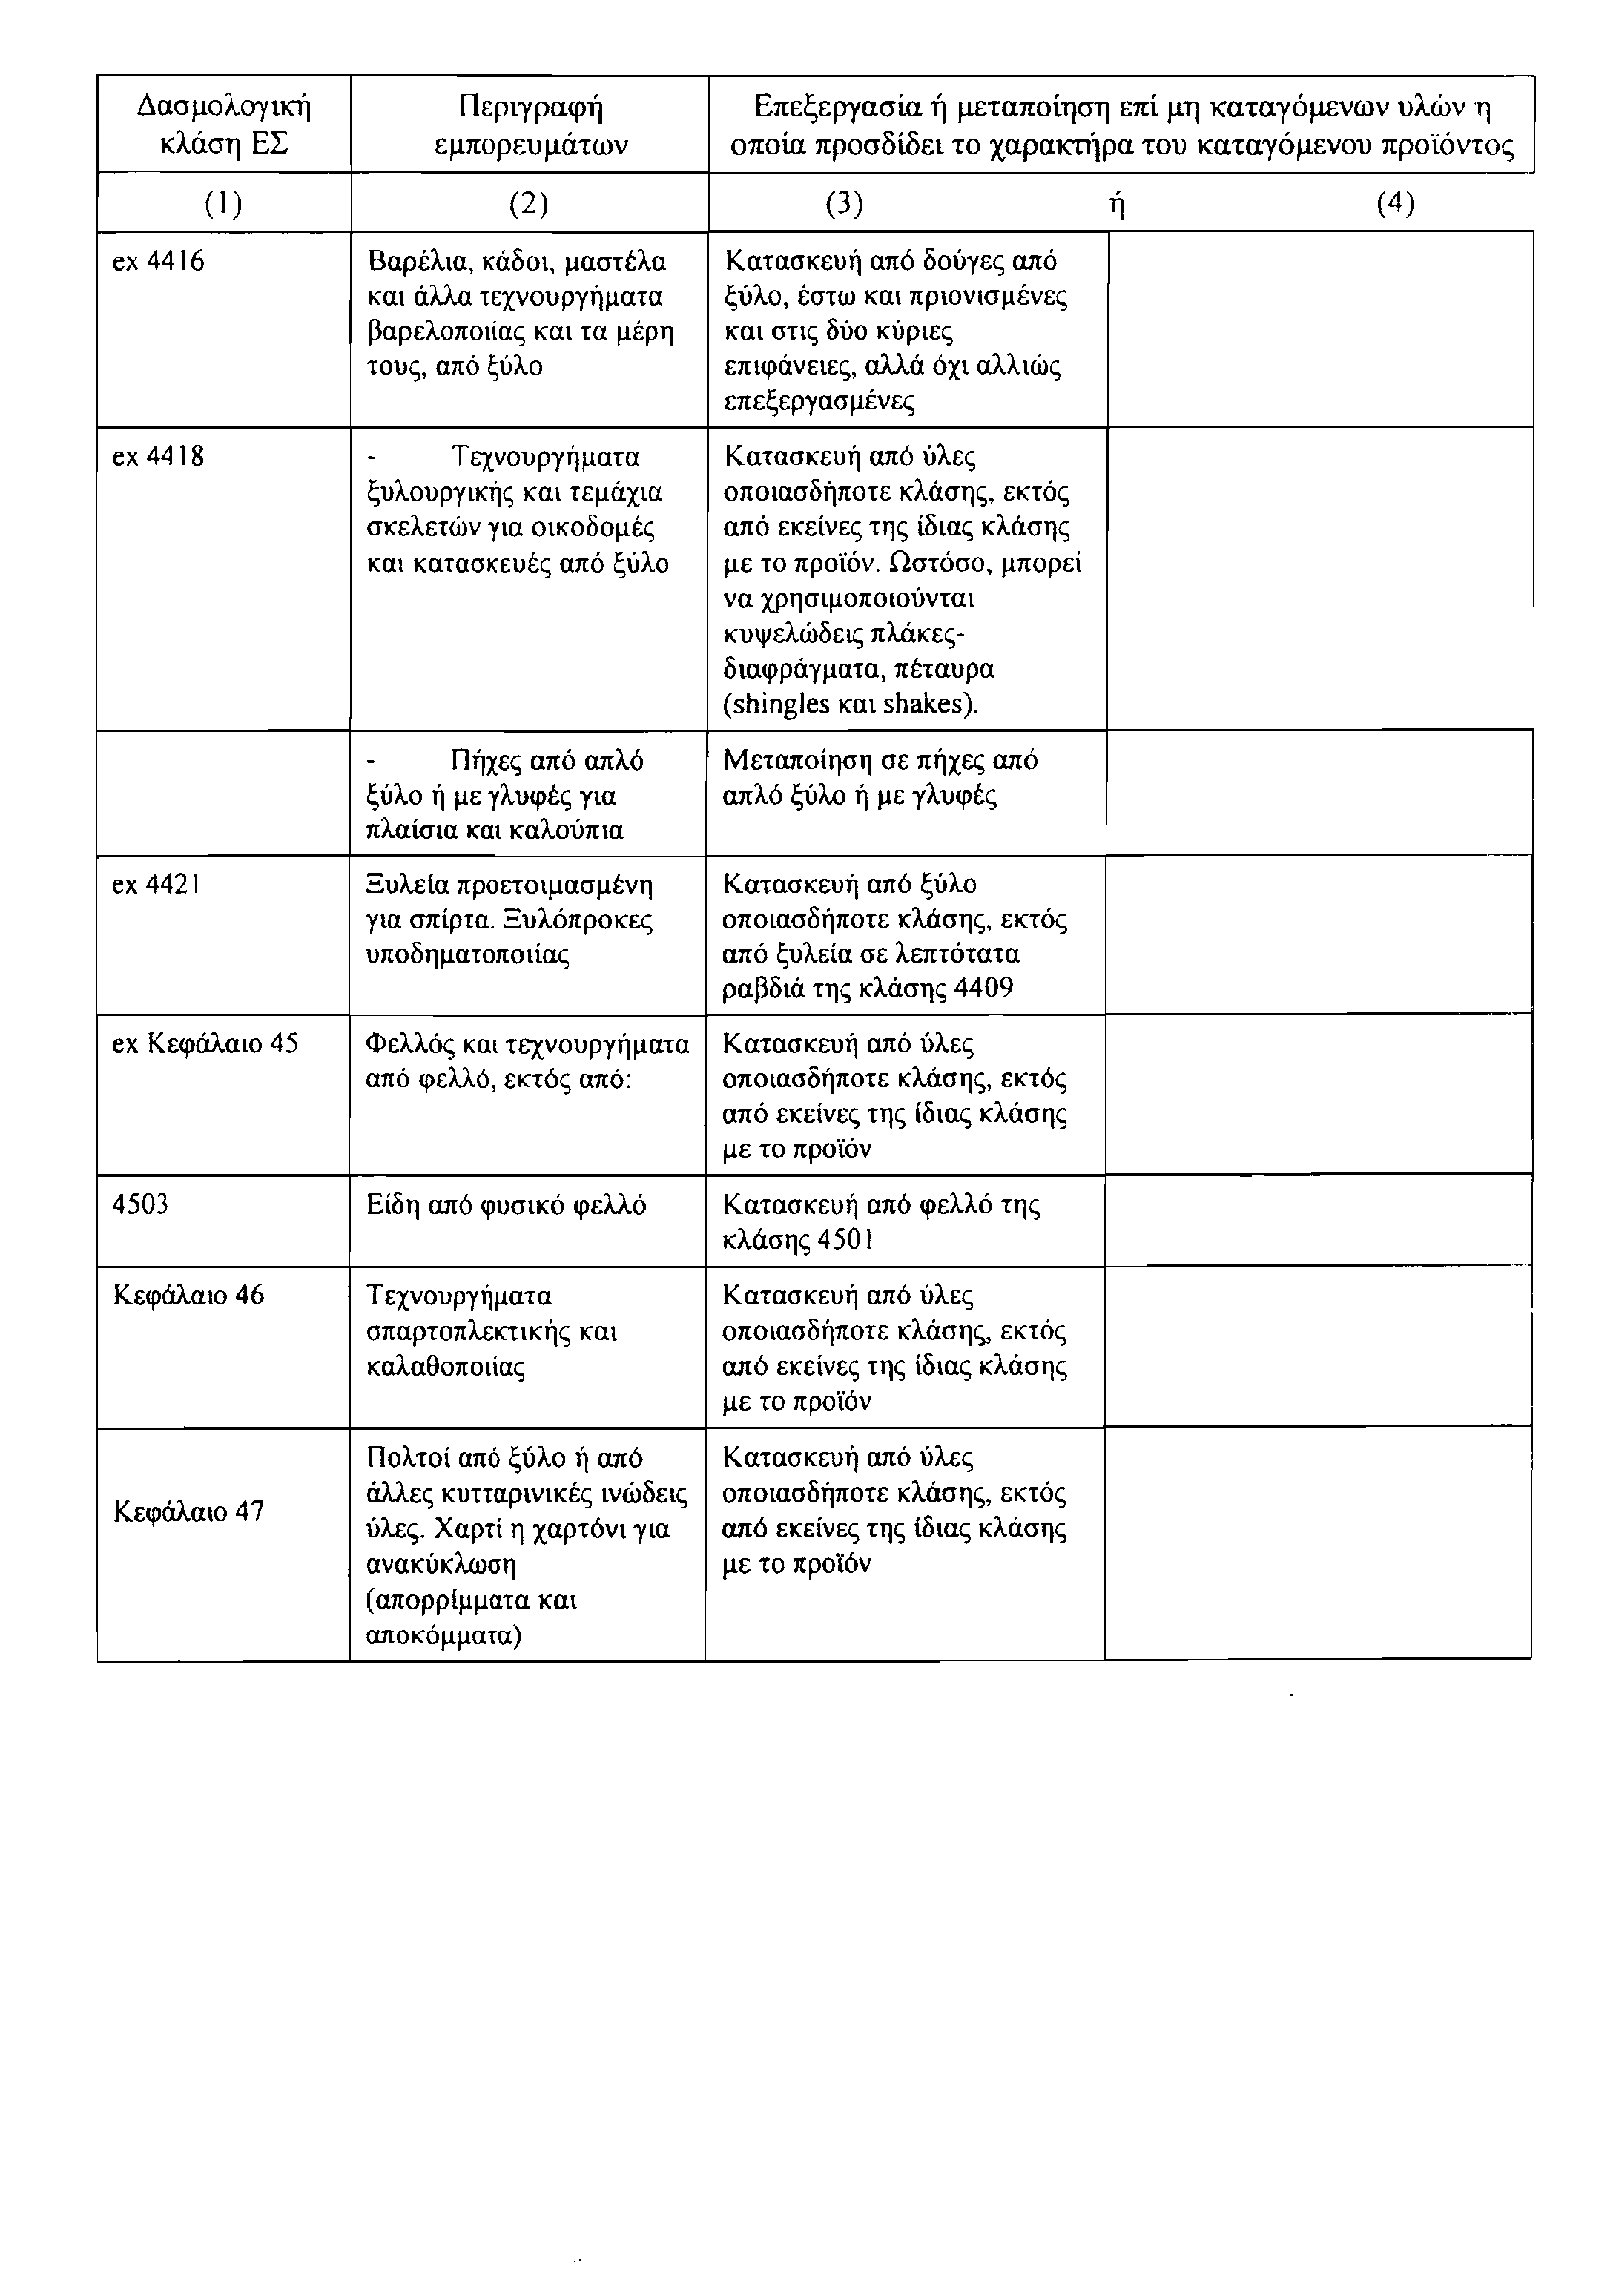 Δασμολογική
κλάση ΕΣ
Περιγραφή
εμπορευμάτων
Επεξεργασία ή μεταποίηση επί μη καταγόμενων υλών η
οποία προσδίδει το χαρακτήρα του καταγόμενου προϊόντος
(1)
(2)
(3) ή (4)
ex 4416
Βαρέλια, κάδοι, μαστέλα
και άλλα τεχνουργήματα
βαρελοποιίας και τα μέρη
τους, από ξύλο
Κατασκευή από δούγες από
ξύλο, έστω και πριονισμένες
και στις δύο κύριες
επιφάνειες, αλλά όχι αλλιώς
επεξεργασμένες
ex 4418
- Τεχνουργήματα
ξυλουργικής και τεμάχια
σκελετών για οικοδομές
και κατασκευές από ξύλο
Κατασκευή από ύλες
οποιασδήποτε κλάσης, εκτός
από εκείνες της ίδιας κλάσης
με το προϊόν. Ωστόσο, μπορεί
να χρησιμοποιούνται
κυψελώδεις πλάκες-
διαφράγματα, πέταυρα
(shingles και shakes).
- Πήχες από απλό
ξύλο ή με γλυφές για
πλαίσια και καλούπια
Μεταποίηση σε πήχες από
απλό ξύλο ή με γλυφές
ex 4421
Ξυλεία προετοιμασμένη
για σπίρτα. Ξυλόπροκες
υποδηματοποιίας
Κατασκευή από ξύλο
οποιασδήποτε κλάσης, εκτός
από ξυλεία σε λεπτότατα
ραβδιά της κλάσης 4409
ex Κεφάλαιο 45
Φελλός και τεχνουργήματα
από φελλό, εκτός από:
Κατασκευή από ύλες
οποιασδήποτε κλάσης, εκτός
από εκείνες της ίδιας κλάσης
με το προϊόν
4503
Είδη από φυσικό φελλό
Κατασκευή από φελλό της
κλάσης 4501
Κεφάλαιο 46
Τεχνουργήματα
σπαρτοπλεκτικής και
καλαθοποιίας
Κατασκευή από ύλες
οποιασδήποτε κλάσης, εκτός
από εκείνες της ίδιας κλάσης
με το προϊόν
Κεφάλαιο 47
Πολτοί από ξύλο ή από
άλλες κυτταρινικές ινώδεις
ύλες. Χαρτί η χαρτόνι για
ανακύκλωση
(απορρίμματα και
αποκόμματα)
Κατασκευή από ύλες
οποιασδήποτε κλάσης, εκτός
από εκείνες της ίδιας κλάσης
με το προϊόν